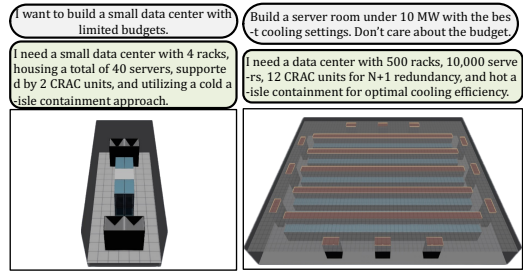 I want to build a small data center with
limited budgets.
I need a small data center with 4 racks,
housing a total of 40 servers, supporte
d by 2 CRAC units, and utilizing a cold a
-isle containment approach.
Build a server room under 10 MW with the bes
-t cooling settings. Don't care about the budget.
I need a data center with 500 racks, 10,000 serve
-rs, 12 CRAC units for N+1 redundancy, and hot a
-isle containment for optimal cooling efficiency.